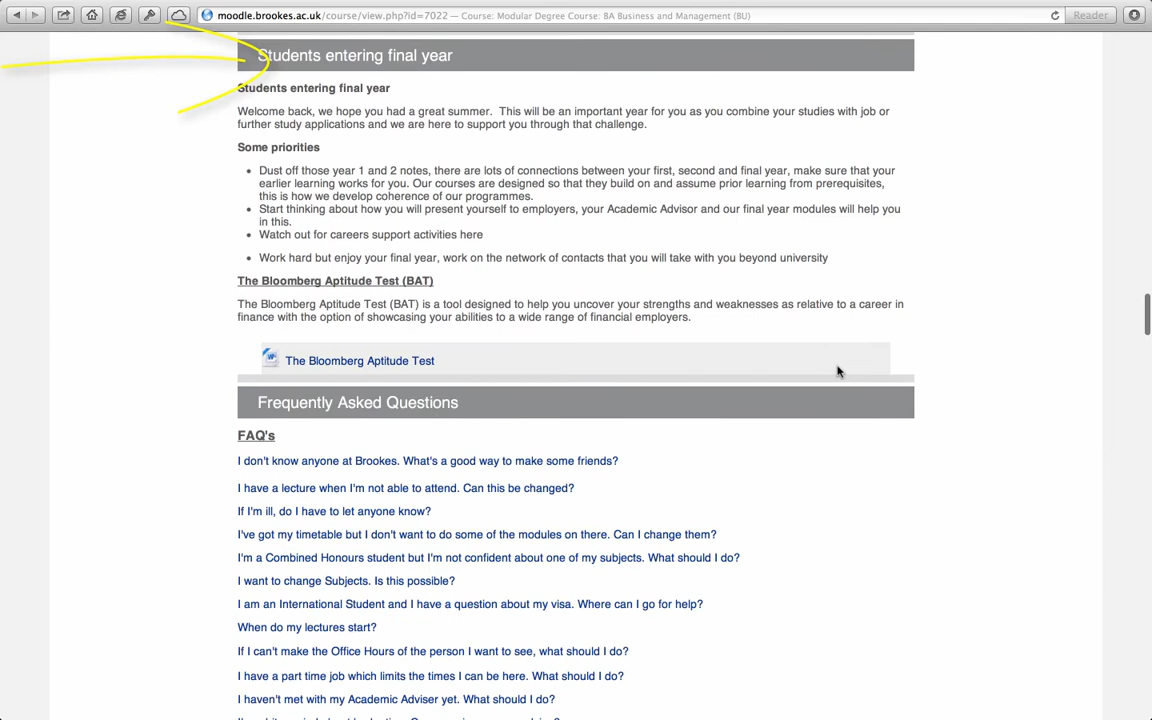 moodle.brookes.ac.uk/course/view.php?id=7022 — Course: Modular Degree Course: BA Business and Management (BU)
Reader
Students entering final year
Students entering final year
Welcome back, we hope you had a great summer. This will be an important year for you as you combine your studies with job or
further study applications and we are here to support you through that challenge.
Some priorities
Dust off those year 1 and 2 notes, there are lots of connections between your first, second and final year, make sure that your
earlier learning works for you. Our courses are designed so that they build on and assume prior learning from prerequisites,
this is how we develop coherence of our programmes.
Start thinking about how you will present yourself to employers, your Academic Advisor and our final year modules will help you
in this.
Watch out for careers support activities here
Work hard but enjoy your final year, work on the network of contacts that you will take with you beyond university
The Bloomberg Aptitude Test (BAT)
The Bloomberg Aptitude Test (BAT) is a tool designed to help you uncover your strengths and weaknesses as relative to a career in
finance with the option of showcasing your abilities to a wide range of financial employers.
The Bloomberg Aptitude Test
Frequently Asked Questions
FAQ's
I don't know anyone at Brookes. What's a good way to make some friends?
I have a lecture when I'm not able to attend. Can this be changed?
If I'm ill, do I have to let anyone know?
I've got my timetable but I don't want to do some of the modules on there. Can I change them?
I'm a Combined Honours student but I'm not confident about one of my subjects. What should I do?
I want to change Subjects. Is this possible?
I am an International Student and I have a question about my visa. Where can I go for help?
When do my lectures start?
If I can't make the Office Hours of the person I want to see, what should I do?
I have a part time job which limits the times I can be here. What should I do?
I haven't met with my Academic Adviser yet. What should I do?